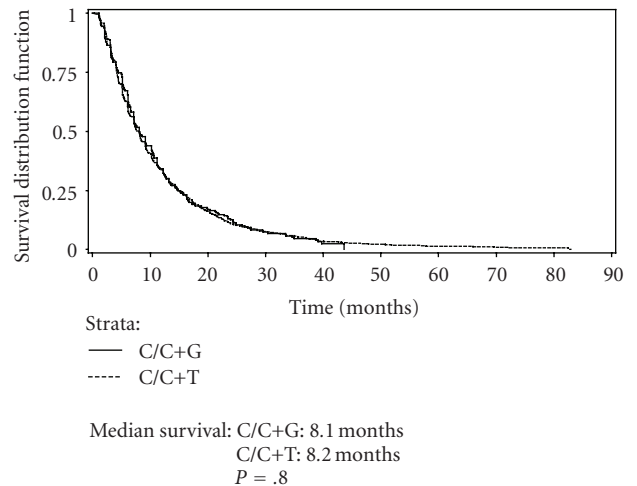 Survival distribution function
1
0.75
0.5
0.25
0
0 10 20 30 40 50 60 70 80 90
Time (months)
Strata:
C/C+G
C/C+T
Median survival: C/C+G: 8.1 months
C/C+T: 8.2 months
P = .8